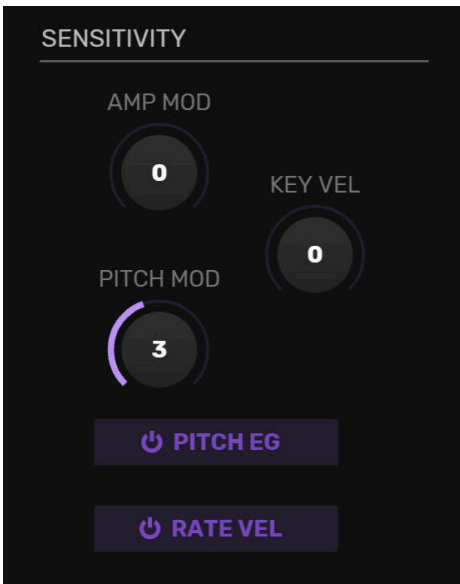 SENSITIVITY
AMP MOD
0
KEY VEL
0
PITCH MOD
3
PITCH EG
RATE VEL